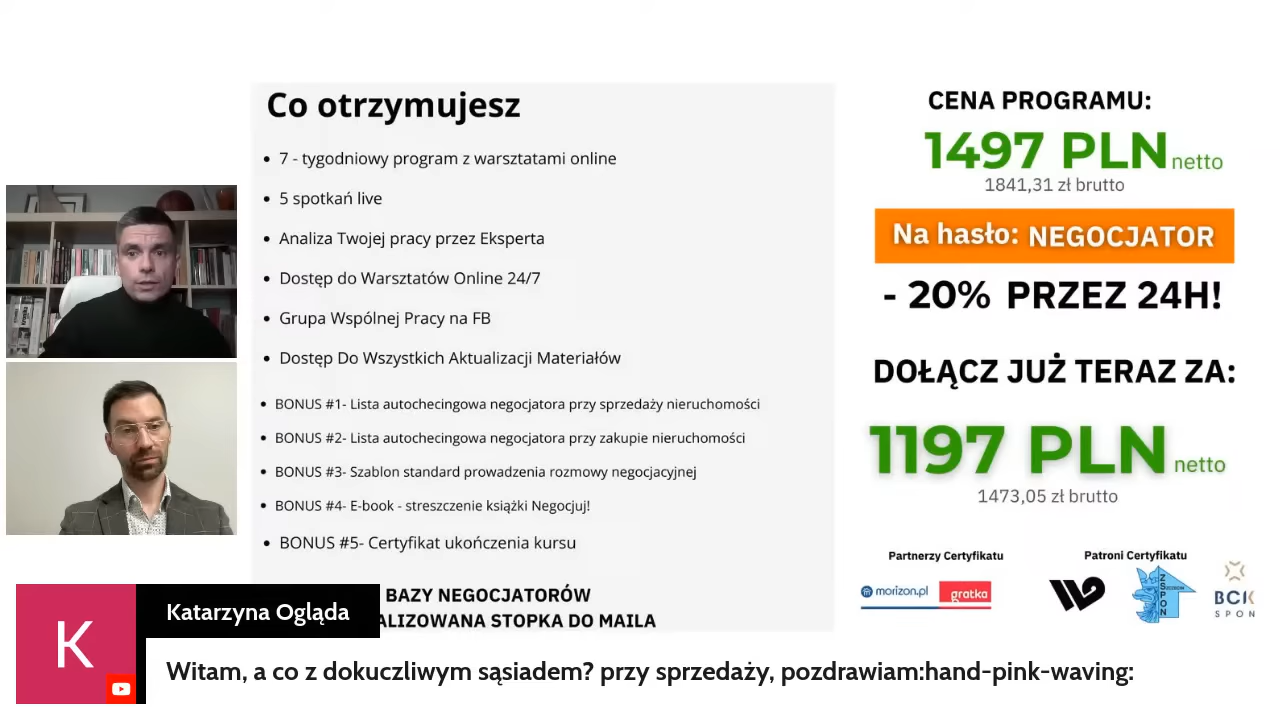 Co otrzymujesz
7 - tygodniowy program z warsztatami online
5 spotkań live
Analiza Twojej pracy przez Eksperta
Dostęp do Warsztatów Online 24/7
Grupa Wspólnej Pracy na FB
Dostęp Do Wszystkich Aktualizacji Materiałów
BONUS #1- Lista autochecingowa negocjatora przy sprzedaży nieruchomości
BONUS #2- Lista autochecingowa negocjatora przy zakupie nieruchomości
BONUS #3- Szablon standard prowadzenia rozmowy negocjacyjnej
BONUS #4- E-book - streszczenie książki Negocjuj!
BONUS #5- Certyfikat ukończenia kursu
BAZY NEGOCJATORÓW
ALIZOWANA STOPKA DO MAILA
CENA PROGRAMU:
1497 PLN netto
1841,31 zł brutto
Na hasło: NEGOCJATOR
- 20% PRZEZ 24H!
DOŁĄCZ JUŻ TERAZ ZA:
1197 PLN netto
1473,05 zł brutto
Partnerzy Certyfikatu
morizon.pl gratka
Patroni Certyfikatu
ZSPON
BCK
SPON
K
Katarzyna Ogląda
Witam, a co z dokuczliwym sąsiadem? przy sprzedaży, pozdrawiam:hand-pink-waving: